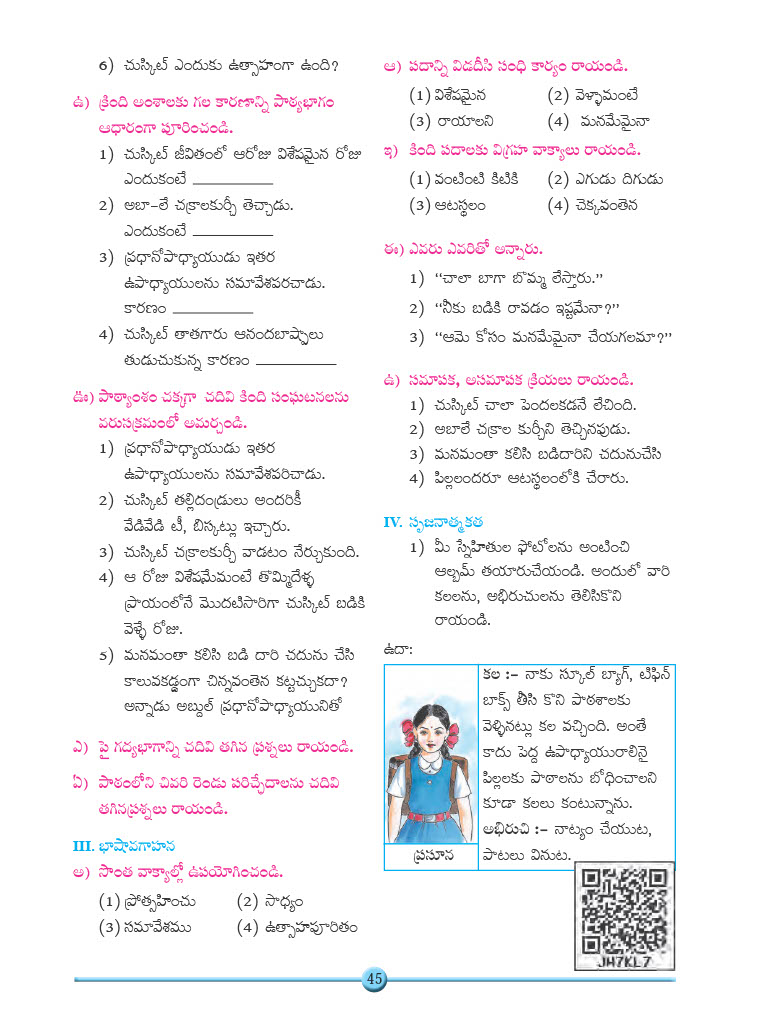 6) చుస్కిట్ ఎందుకు ఉత్సాహంగా ఉంది?
ఉ) క్రింది అంశాలకు గల కారణాన్ని పాఠ్యభాగం
ఆధారంగా పూరించండి.
1) చుస్కిట్ జీవితంలో ఆరోజు విశేషమైన రోజు
ఎందుకంటే ___________
2) అబా-లే చక్రాలకుర్చీ తెచ్చాడు.
ఎందుకంటే ___________
3) ప్రధానోపాధ్యాయుడు ఇతర
ఉపాధ్యాయులను సమావేశపరచాడు.
కారణం ___________
4) చుస్కిట్ తాతగారు ఆనందబాష్పాలు
తుడుచుకున్న కారణం ___________
ఊ) పాఠ్యాంశం చక్కగా చదివి కింది సంఘటనలను
వరుసక్రమంలో అమర్చండి.
1) ప్రధానోపాధ్యాయుడు ఇతర
ఉపాధ్యాయులను సమావేశపరిచాడు.
2) చుస్కిట్ తల్లిదండ్రులు అందరికీ
వేడివేడి టీ, బిస్కట్లు ఇచ్చారు.
3) చుస్కిట్ చక్రాలకుర్చీ వాడటం నేర్చుకుంది.
4) ఆ రోజు విశేషమేమంటే తొమ్మిదేళ్ళ
ప్రాయంలోనే మొదటిసారిగా చుస్కిట్ బడికి
వెళ్ళే రోజు.
5) మనమంతా కలిసి బడి దారి చదును చేసి
కాలువకడ్డంగా చిన్నవంతెన కట్టచ్చుకదా?
అన్నాడు అబ్దుల్ ప్రధానోపాధ్యాయునితో
ఎ) పై గద్యభాగాన్ని చదివి తగిన ప్రశ్నలు రాయండి.
ఏ) పాఠంలోని చివరి రెండు పరిచ్ఛేదాలను చదివి
తగినప్రశ్నలు రాయండి.
III. భాషావగాహన
అ) సొంత వాక్యాల్లో ఉపయోగించండి.
(1) ప్రోత్సహించు (2) సాధ్యం
(3) సమావేశము (4) ఉత్సాహపూరితం
ఆ) పదాన్ని విడదీసి సంధి కార్యం రాయండి.
(1) విశేషమైన (2) వెళ్ళామంటే
(3) రాయాలని (4) మనమేమైనా
ఇ) కింది పదాలకు విగ్రహ వాక్యాలు రాయండి.
(1) వంటింటి కిటికి (2) ఎగుడు దిగుడు
(3) ఆటస్థలం (4) చెక్కవంతెన
ఈ) ఎవరు ఎవరితో అన్నారు.
1) “చాలా బాగా బొమ్మ లేస్తారు.”
2) “నీకు బడికి రావడం ఇష్టమేనా?”
3) “ఆమె కోసం మనమేమైనా చేయగలమా?”
ఉ) సమాపక, అసమాపక క్రియలు రాయండి.
1) చుస్కిట్ చాలా పెందలకడనే లేచింది.
2) అబాలే చక్రాల కుర్చీని తెచ్చినపుడు.
3) మనమంతా కలిసి బడిదారిని చదునుచేసి
4) పిల్లలందరూ ఆటస్థలంలోకి చేరారు.
IV. సృజనాత్మకత
1) మీ స్నేహితుల ఫోటోలను అంటించి
ఆల్బమ్ తయారుచేయండి. అందులో వారి
కలలను, అభిరుచులను తెలిసికొని
రాయండి.
ఉదా:
కల :- నాకు స్కూల్ బ్యాగ్, టిఫిన్
బాక్స్ తీసి కొని పాఠశాలకు
వెళ్ళినట్లు కల వచ్చింది. అంతే
కాదు పెద్ద ఉపాధ్యాయురాలినై
పిల్లలకు పాఠాలను బోధించాలని
కూడా కలలు కంటున్నాను.
అభిరుచి :- నాట్యం చేయుట,
పాటలు వినుట.
ప్రసూన
JH7KL7
45